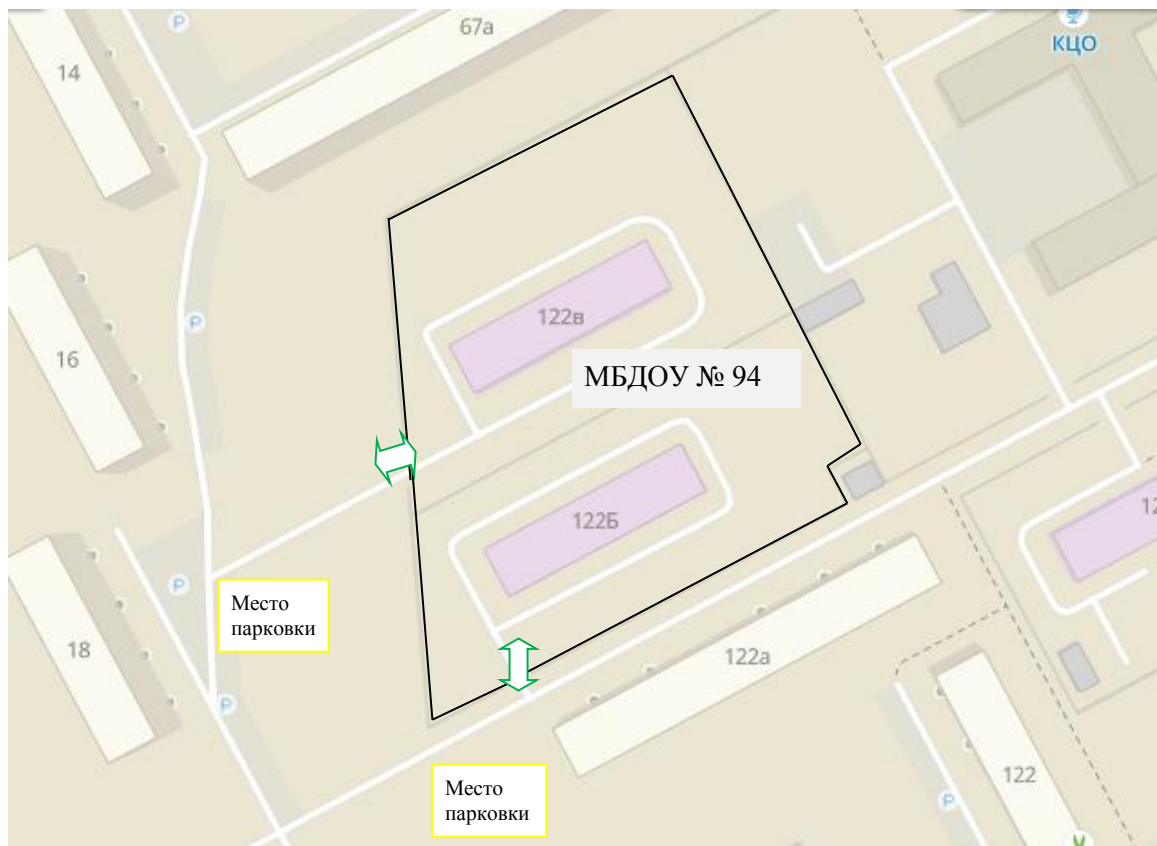 P
67а
КЦО
14
122в
P
16
МБДОУ № 94
122Б
P
Место
парковки
18
122а
P
Место
парковки
122
P